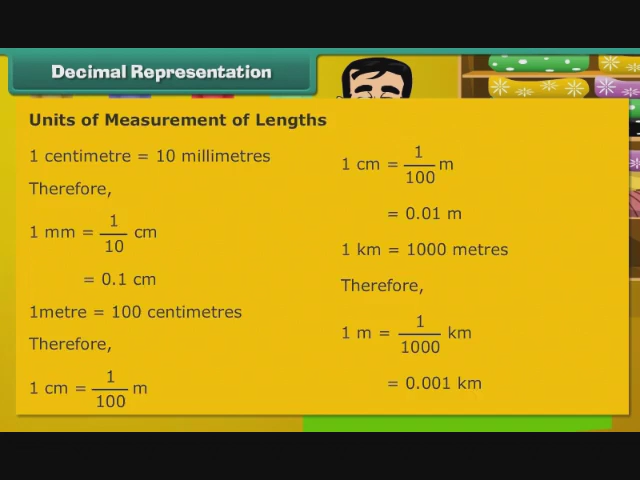 Decimal Representation
Units of Measurement of Lengths
1 centimetre = 10 millimetres
Therefore,
1 mm = 1/10 cm
= 0.1 cm
1metre = 100 centimetres
Therefore,
1 cm = 1/100 m
1 cm = 1/100 m
= 0.01 m
1 km = 1000 metres
Therefore,
1 m = 1/1000 km
= 0.001 km